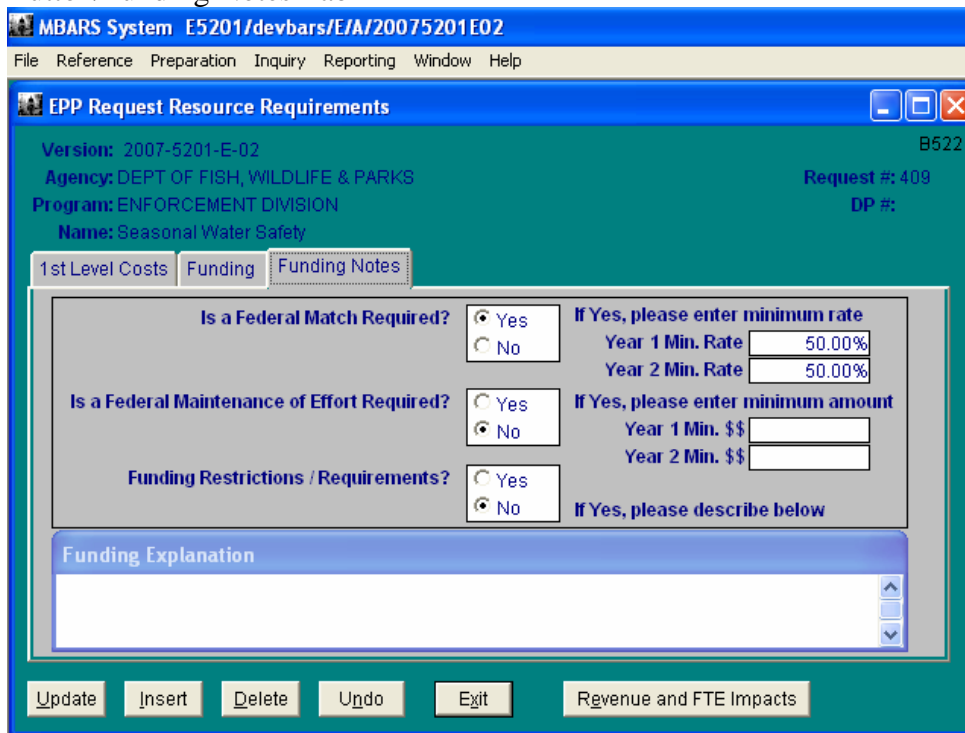 MBARS System E5201/devbars/E/A/20075201E02
File Reference Preparation Inquiry Reporting Window Help
EPP Request Resource Requirements
B522
Version: 2007-5201-E-02
Agency: DEPT OF FISH, WILDLIFE & PARKS Request #: 409
Program: ENFORCEMENT DIVISION DP #:
Name: Seasonal Water Safety
1st Level Costs Funding Funding Notes
Is a Federal Match Required? Yes If Yes, please enter minimum rate
No Year 1 Min. Rate 50.00%
Year 2 Min. Rate 50.00%
Is a Federal Maintenance of Effort Required? Yes If Yes, please enter minimum amount
No Year 1 Min. $$
Year 2 Min. $$
Funding Restrictions / Requirements? Yes
No If Yes, please describe below
Funding Explanation
Update Insert Delete Undo Exit Revenue and FTE Impacts